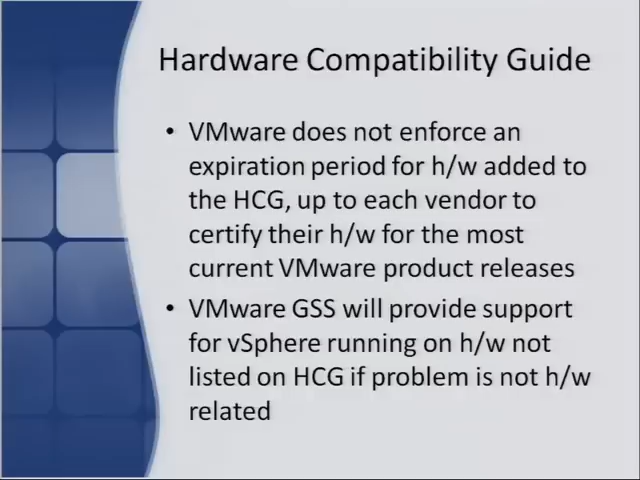 Hardware Compatibility Guide
• VMware does not enforce an
expiration period for h/w added to
the HCG, up to each vendor to
certify their h/w for the most
current VMware product releases
• VMware GSS will provide support
for vSphere running on h/w not
listed on HCG if problem is not h/w
related